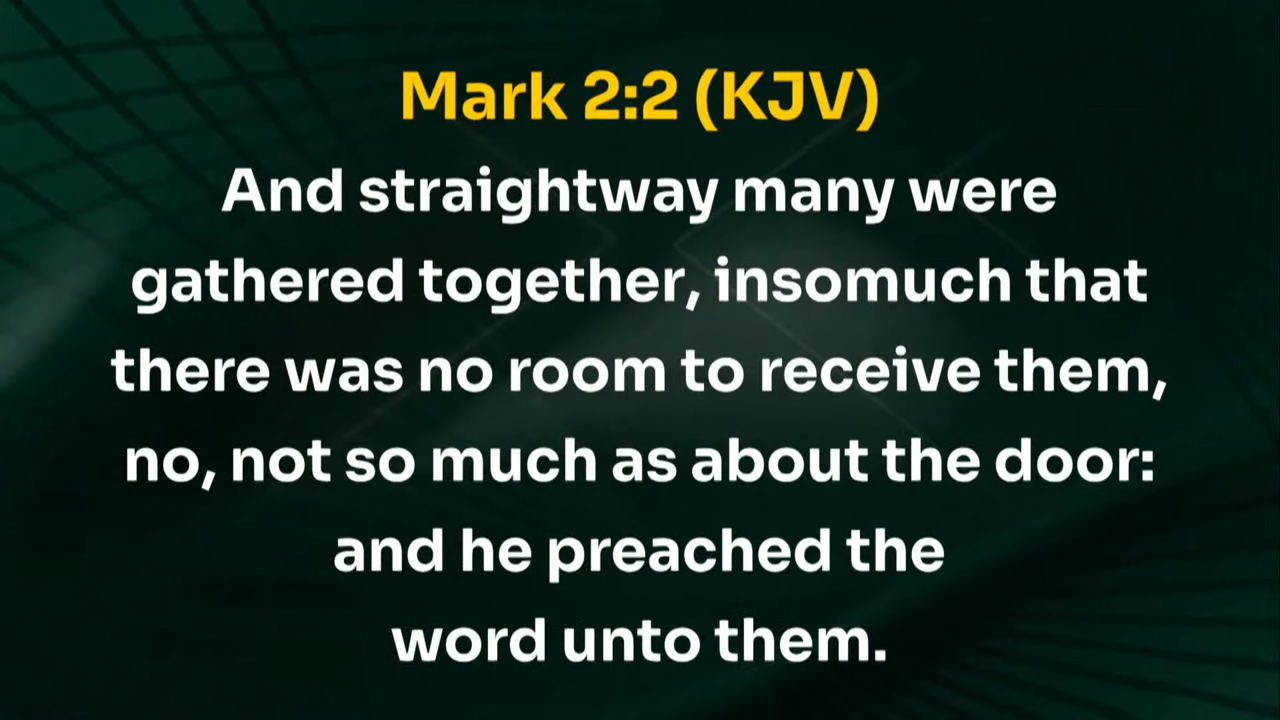 Mark 2:2 (KJV)
And straightway many were
gathered together, insomuch that
there was no room to receive them,
no, not so much as about the door:
and he preached the
word unto them.